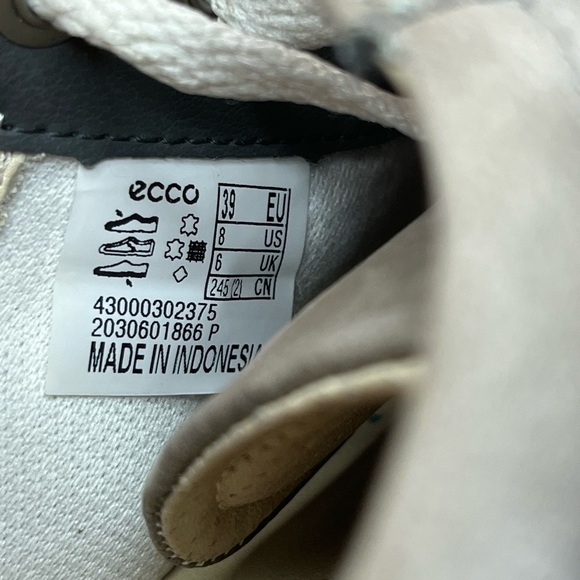 ecco
39 EU
8 US
6 UK
245(2) CN
43000302375
2030601866 P
MADE IN INDONESIA